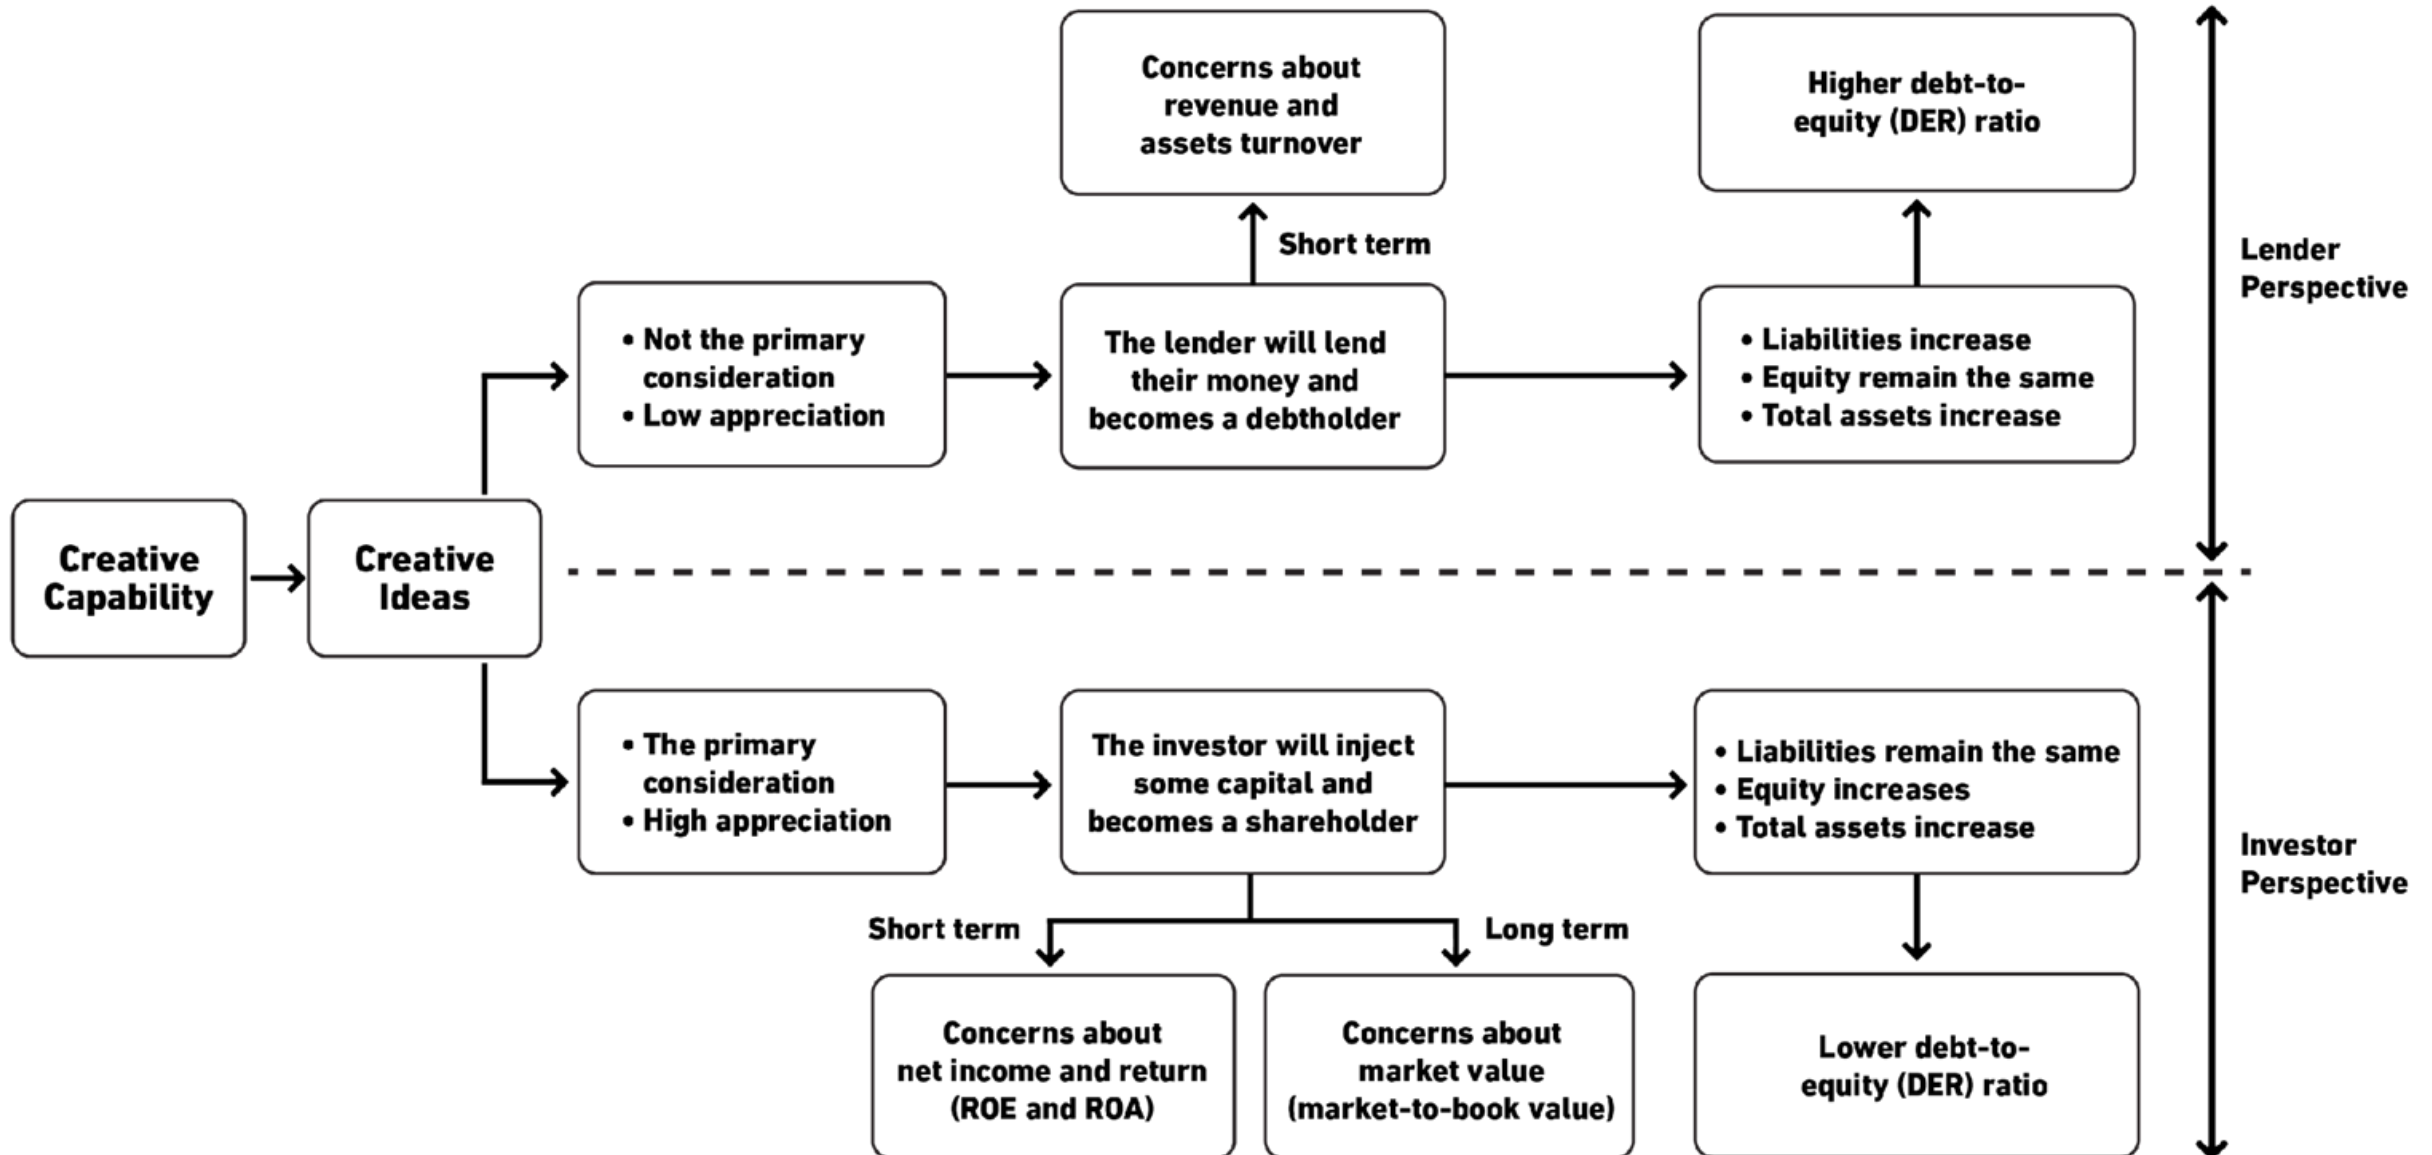 Concerns about
revenue and
assets turnover
Higher debt-to-
equity (DER) ratio
Short term
Lender
Perspective
• Not the primary
consideration
• Low appreciation
The lender will lend
their money and
becomes a debtholder
• Liabilities increase
• Equity remain the same
• Total assets increase
Creative
Capability
Creative
Ideas
• The primary
consideration
• High appreciation
The investor will inject
some capital and
becomes a shareholder
• Liabilities remain the same
• Equity increases
• Total assets increase
Investor
Perspective
Short term
Long term
Concerns about
net income and return
(ROE and ROA)
Concerns about
market value
(market-to-book value)
Lower debt-to-
equity (DER) ratio